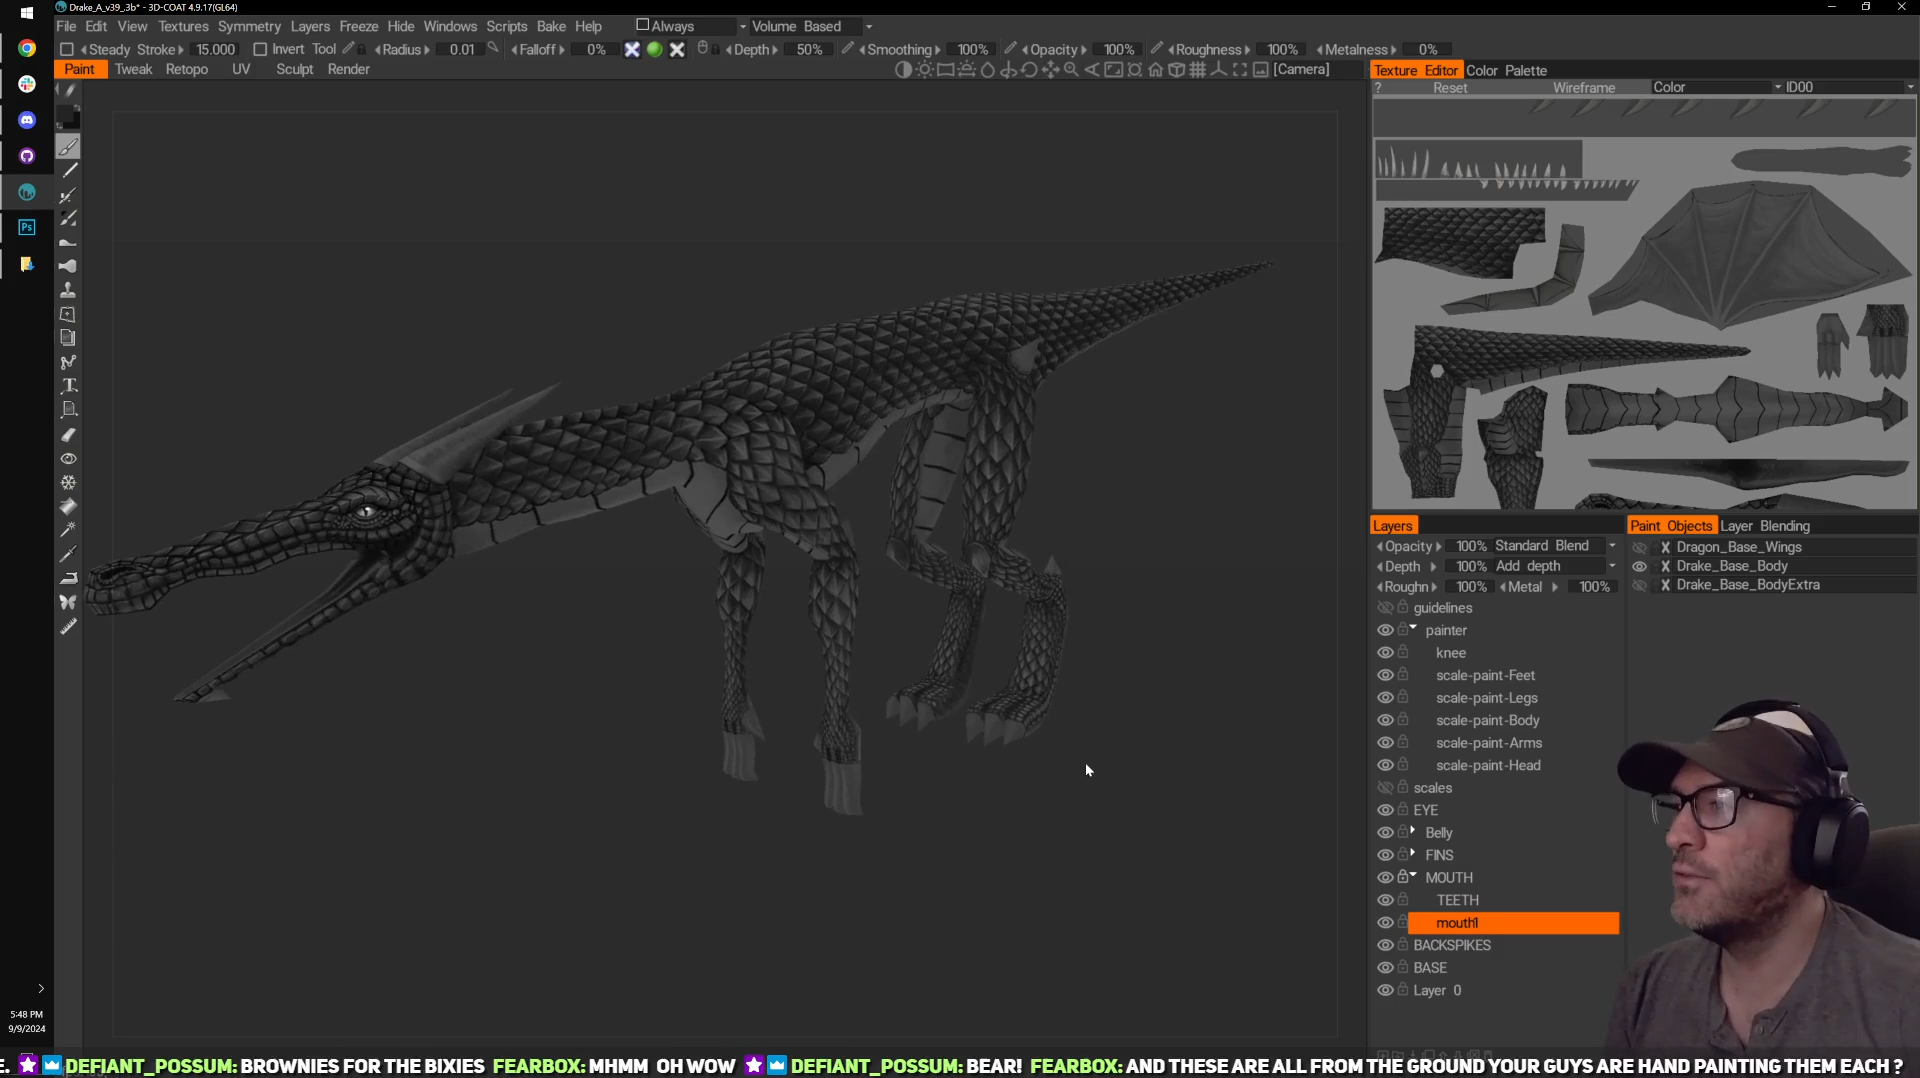 Drake_A_v39_.3b* - 3D-COAT 4.9.17(GL64)
File Edit View Textures Symmetry Layers Freeze Hide Windows Scripts Bake Help Always Volume Based
Steady Stroke 15.000 Invert Tool Radius 0.01 Falloff 0% Depth 50% Smoothing 100% Opacity 100% Roughness 100% Metalness 0%
Paint Tweak Retopo UV Sculpt Render [Camera]
Texture Editor Color Palette
? Reset Wireframe Color ID00
Ps
Layers
Opacity 100% Standard Blend
Depth 100% Add depth
Roughn 100% Metal 100%
guidelines
painter
knee
scale-paint-Feet
scale-paint-Legs
scale-paint-Body
scale-paint-Arms
scale-paint-Head
scales
EYE
Belly
FINS
MOUTH
TEETH
mouth1
BACKSPIKES
BASE
Layer 0
Paint Objects Layer Blending
X Dragon_Base_Wings
X Drake_Base_Body
X Drake_Base_BodyExtra
5:48 PM
9/9/2024
E. DEFIANT_POSSUM: BROWNIES FOR THE BIXIES FEARBOX: MHMM OH WOW DEFIANT_POSSUM: BEAR! FEARBOX: AND THESE ARE ALL FROM THE GROUND YOUR GUYS ARE HAND PAINTING THEM EACH ?